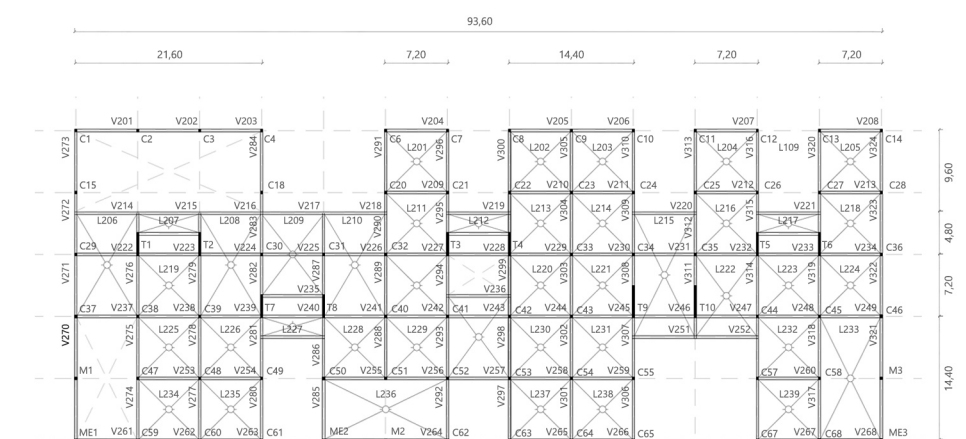 93,60
21,60 7,20 14,40 7,20 7,20
V201 V202 V203 V204 V205 V206 V207 V208
V273 C1 C2 C3 V284 C4 V291 C6 V296 C7 V300 C8 V305 C9 V310 C10 V313 C11 V316 C12 V320 C13 V324 C14
L201 L202 L203 L204 L109 L205
9,60
C15 C18 C20 V209 C21 C22 V210 C23 V211 C24 C25 V212 C26 C27 V213 C28
V272 V214 V215 V216 V217 V218 V295 V219 V304 V309 V220 V312 V315 V221 V323
L206 L207 L208 V283 L209 L210 V290 L211 L212 L213 L214 L215 L216 L217 L218
4,80
C29 V222 T1 V223 T2 V224 C30 V225 C31 V226 C32 V227 T3 V228 T4 V229 C33 V230 C34 V231 C35 V232 T5 V233 T6 V234 C36
V271 V276 L219 V279 V282 V287 V289 V294 V299 L220 V303 L221 V308 V311 L222 V314 L223 V319 L224 V322
7,20
V235 V236
C37 V237 C38 V238 C39 V239 T7 V240 T8 V241 C40 V242 C41 V243 C42 V244 C43 V245 T9 V246 T10 V247 C44 V248 C45 V249 C46
V270 V275 L225 V278 L226 V281 L227 V286 L228 V288 L229 V293 V298 L230 V302 L231 V307 V251 V252 L232 V318 L233 V321
M1 C47 V253 C48 V254 C49 C50 V255 C51 V256 C52 V257 C53 V258 C54 V259 C55 C57 V260 C58 M3
14,40
V274 L234 V277 L235 V280 V285 L236 V292 V297 L237 V301 L238 V306 L239 V317
ME1 V261 C59 V262 C60 V263 C61 ME2 M2 V264 C62 C63 V265 C64 V266 C65 C67 V267 C68 V268 ME3